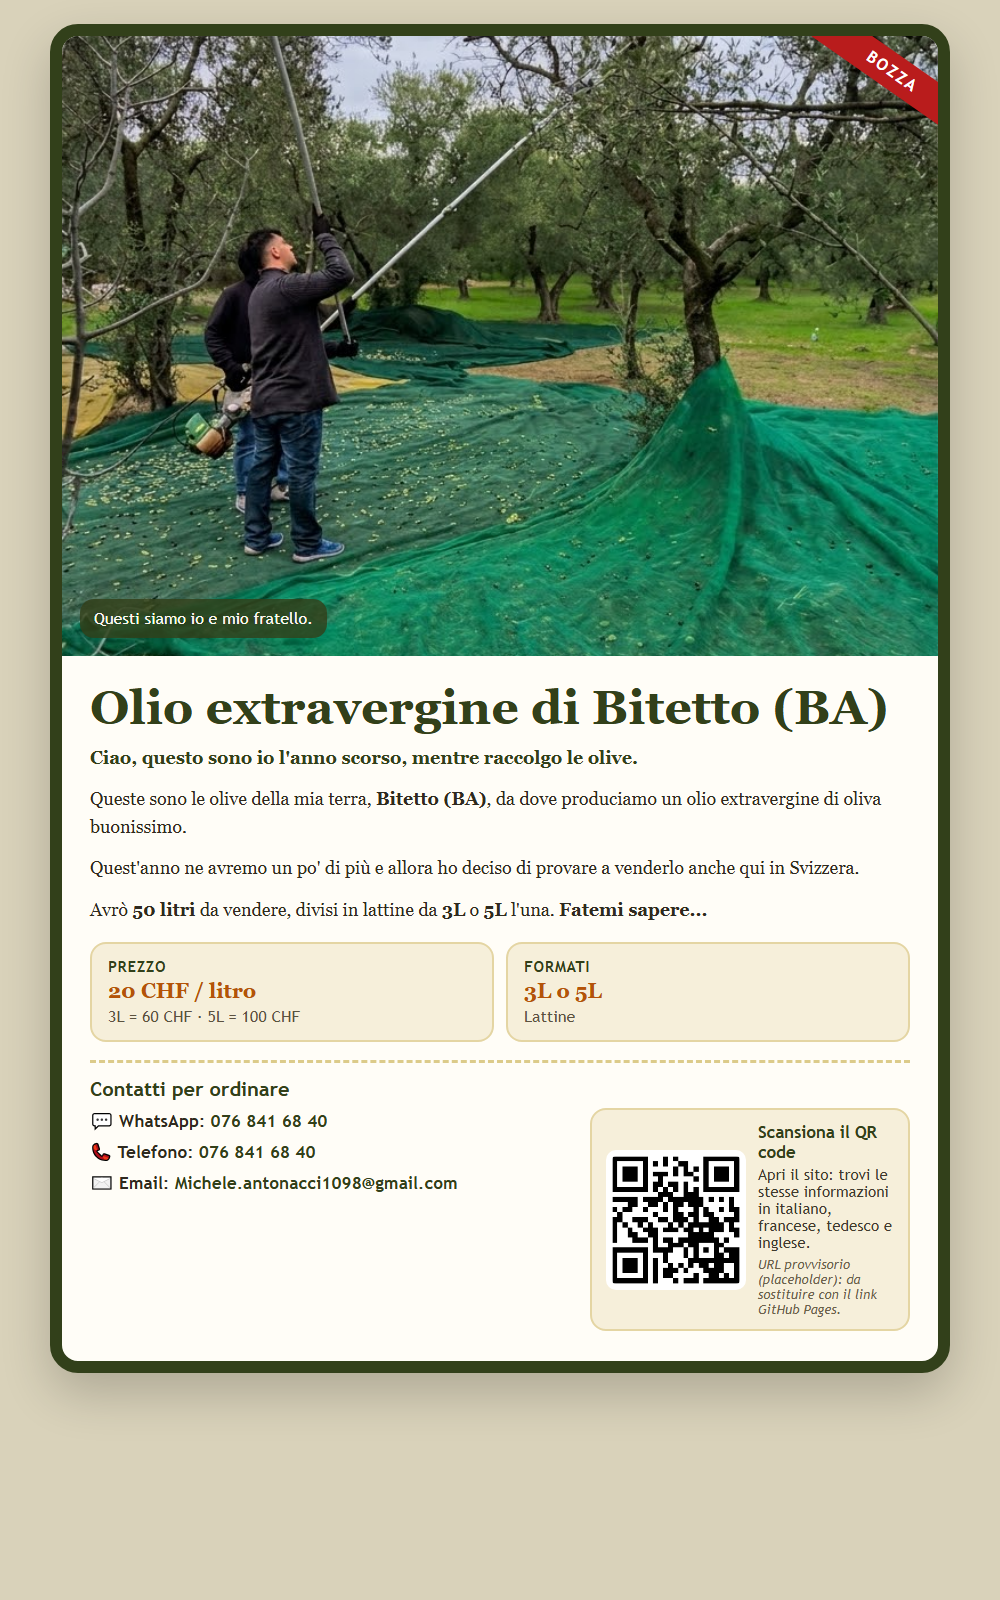 BOZZA
Questi siamo io e mio fratello.
Olio extravergine di Bitetto (BA)
Ciao, questo sono io l'anno scorso, mentre raccolgo le olive.
Queste sono le olive della mia terra, Bitetto (BA), da dove produciamo un olio extravergine di oliva
buonissimo.
Quest'anno ne avremo un po' di più e allora ho deciso di provare a venderlo anche qui in Svizzera.
Avrò 50 litri da vendere, divisi in lattine da 3L o 5L l'una. Fatemi sapere...
PREZZO
20 CHF / litro
3L = 60 CHF · 5L = 100 CHF
FORMATI
3L o 5L
Lattine
Contatti per ordinare
WhatsApp: 076 841 68 40
Telefono: 076 841 68 40
Email: Michele.antonacci1098@gmail.com
Scansiona il QR
code
Apri il sito: trovi le
stesse informazioni
in italiano,
francese, tedesco e
inglese.
URL provvisorio
(placeholder): da
sostituire con il link
GitHub Pages.